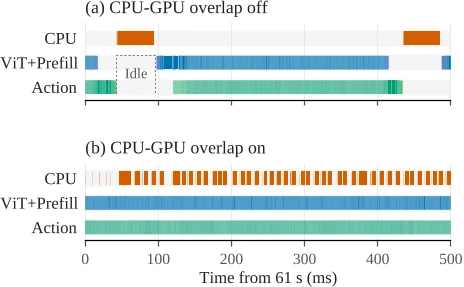 (a) CPU-GPU overlap off
CPU
ViT+Prefill
Idle
Action
(b) CPU-GPU overlap on
CPU
ViT+Prefill
Action
0 100 200 300 400 500
Time from 61 s (ms)